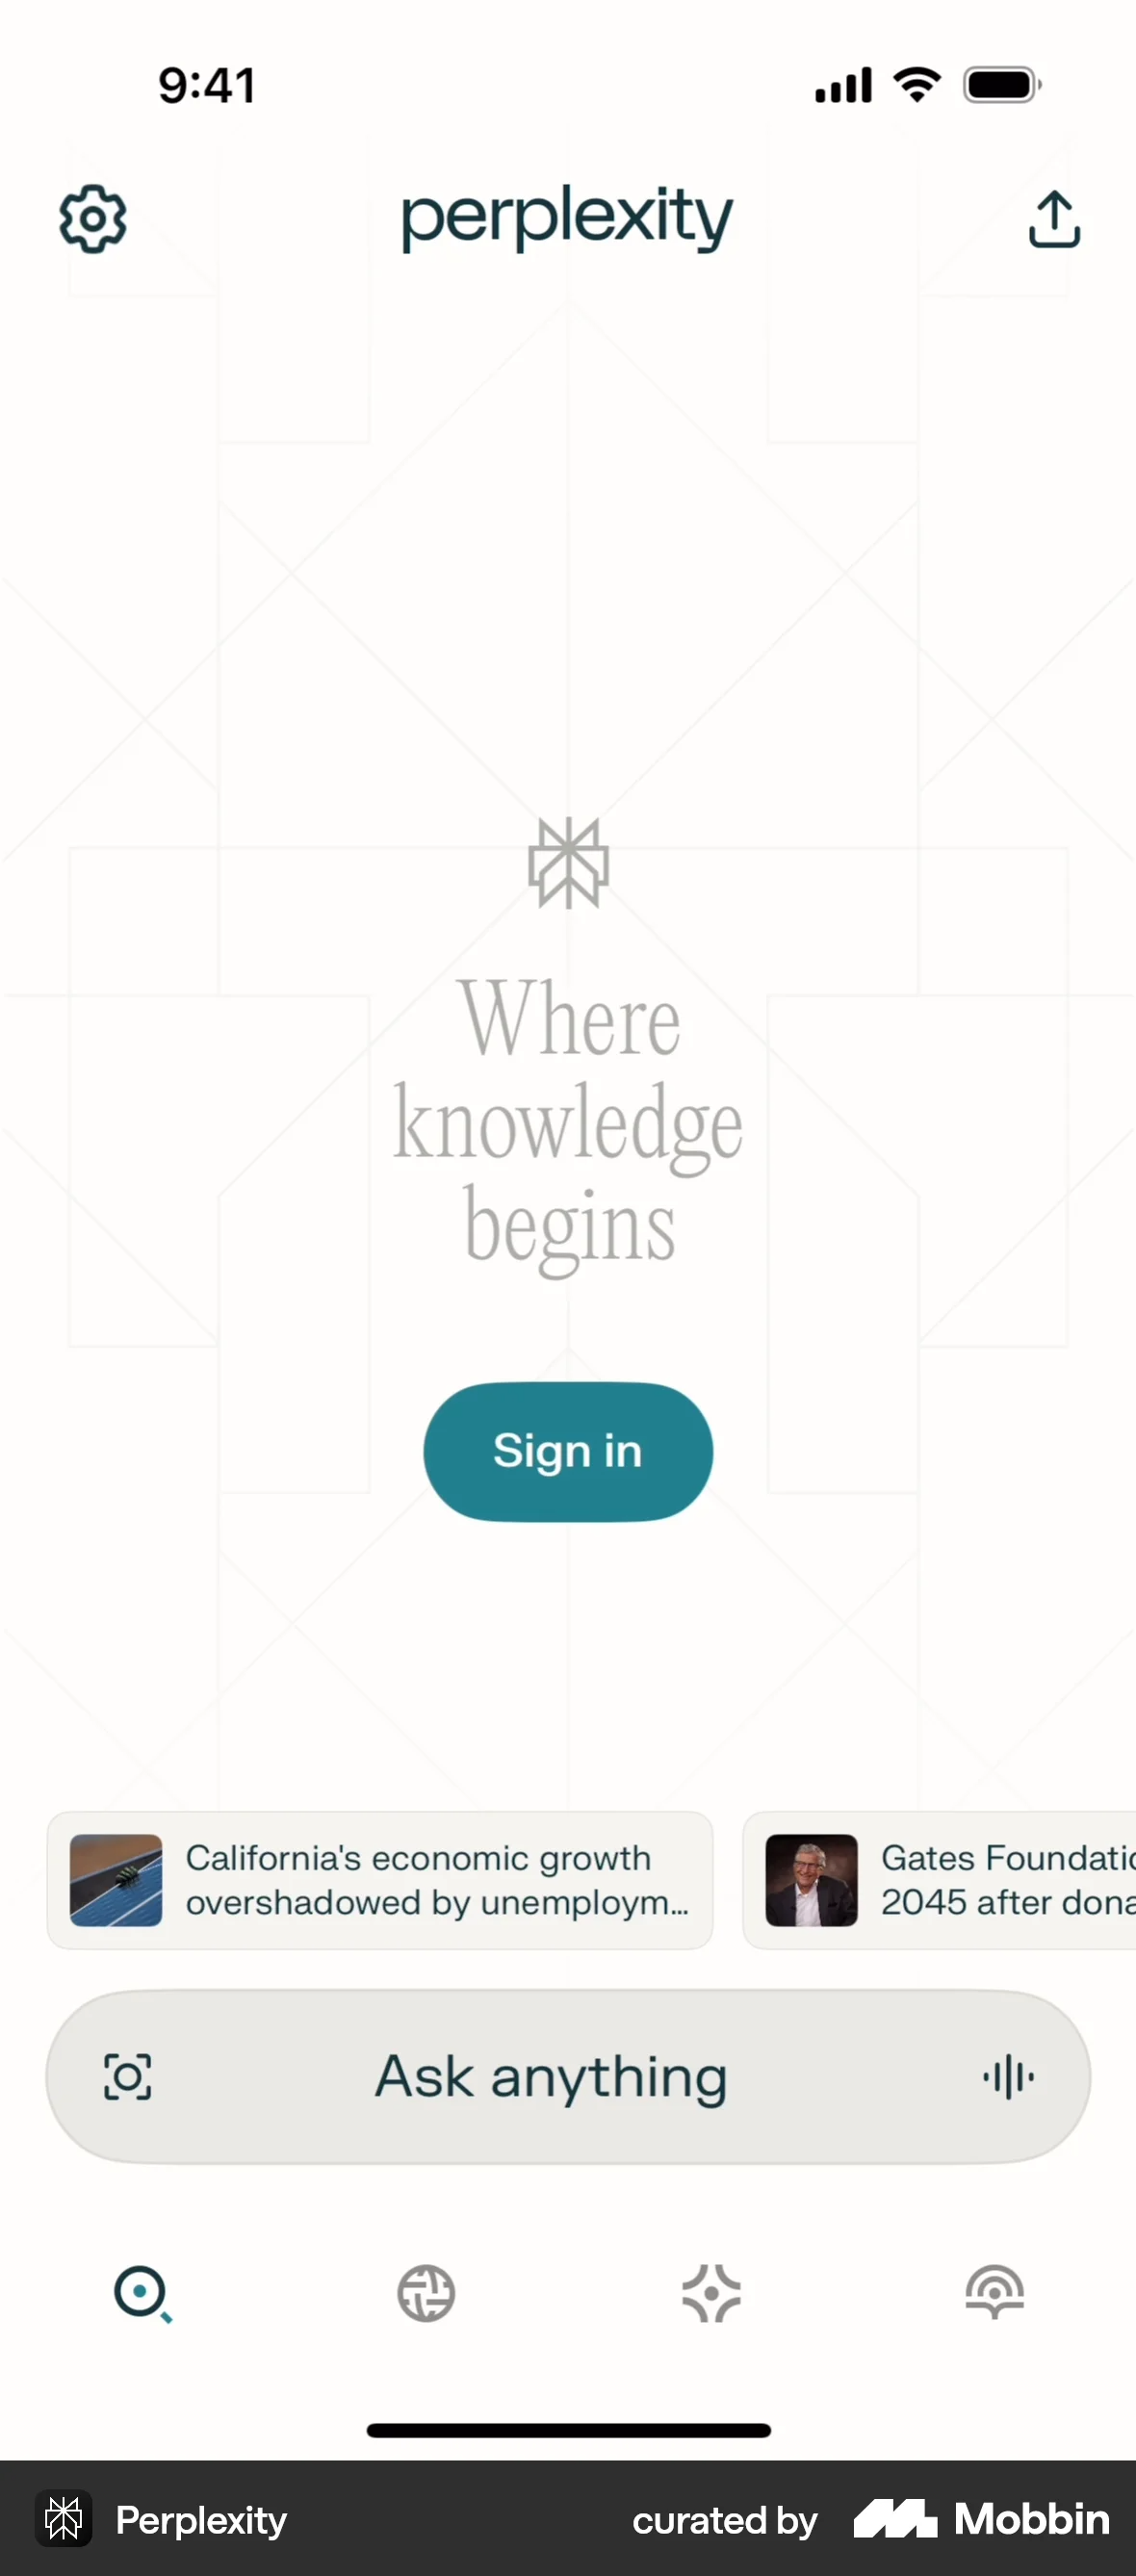 9:41
perplexity
Where
knowledge
begins
Sign in
California's economic growth
overshadowed by unemploym...
Gates Foundatio
2045 after dona
Ask anything
Perplexity
curated by Mobbin